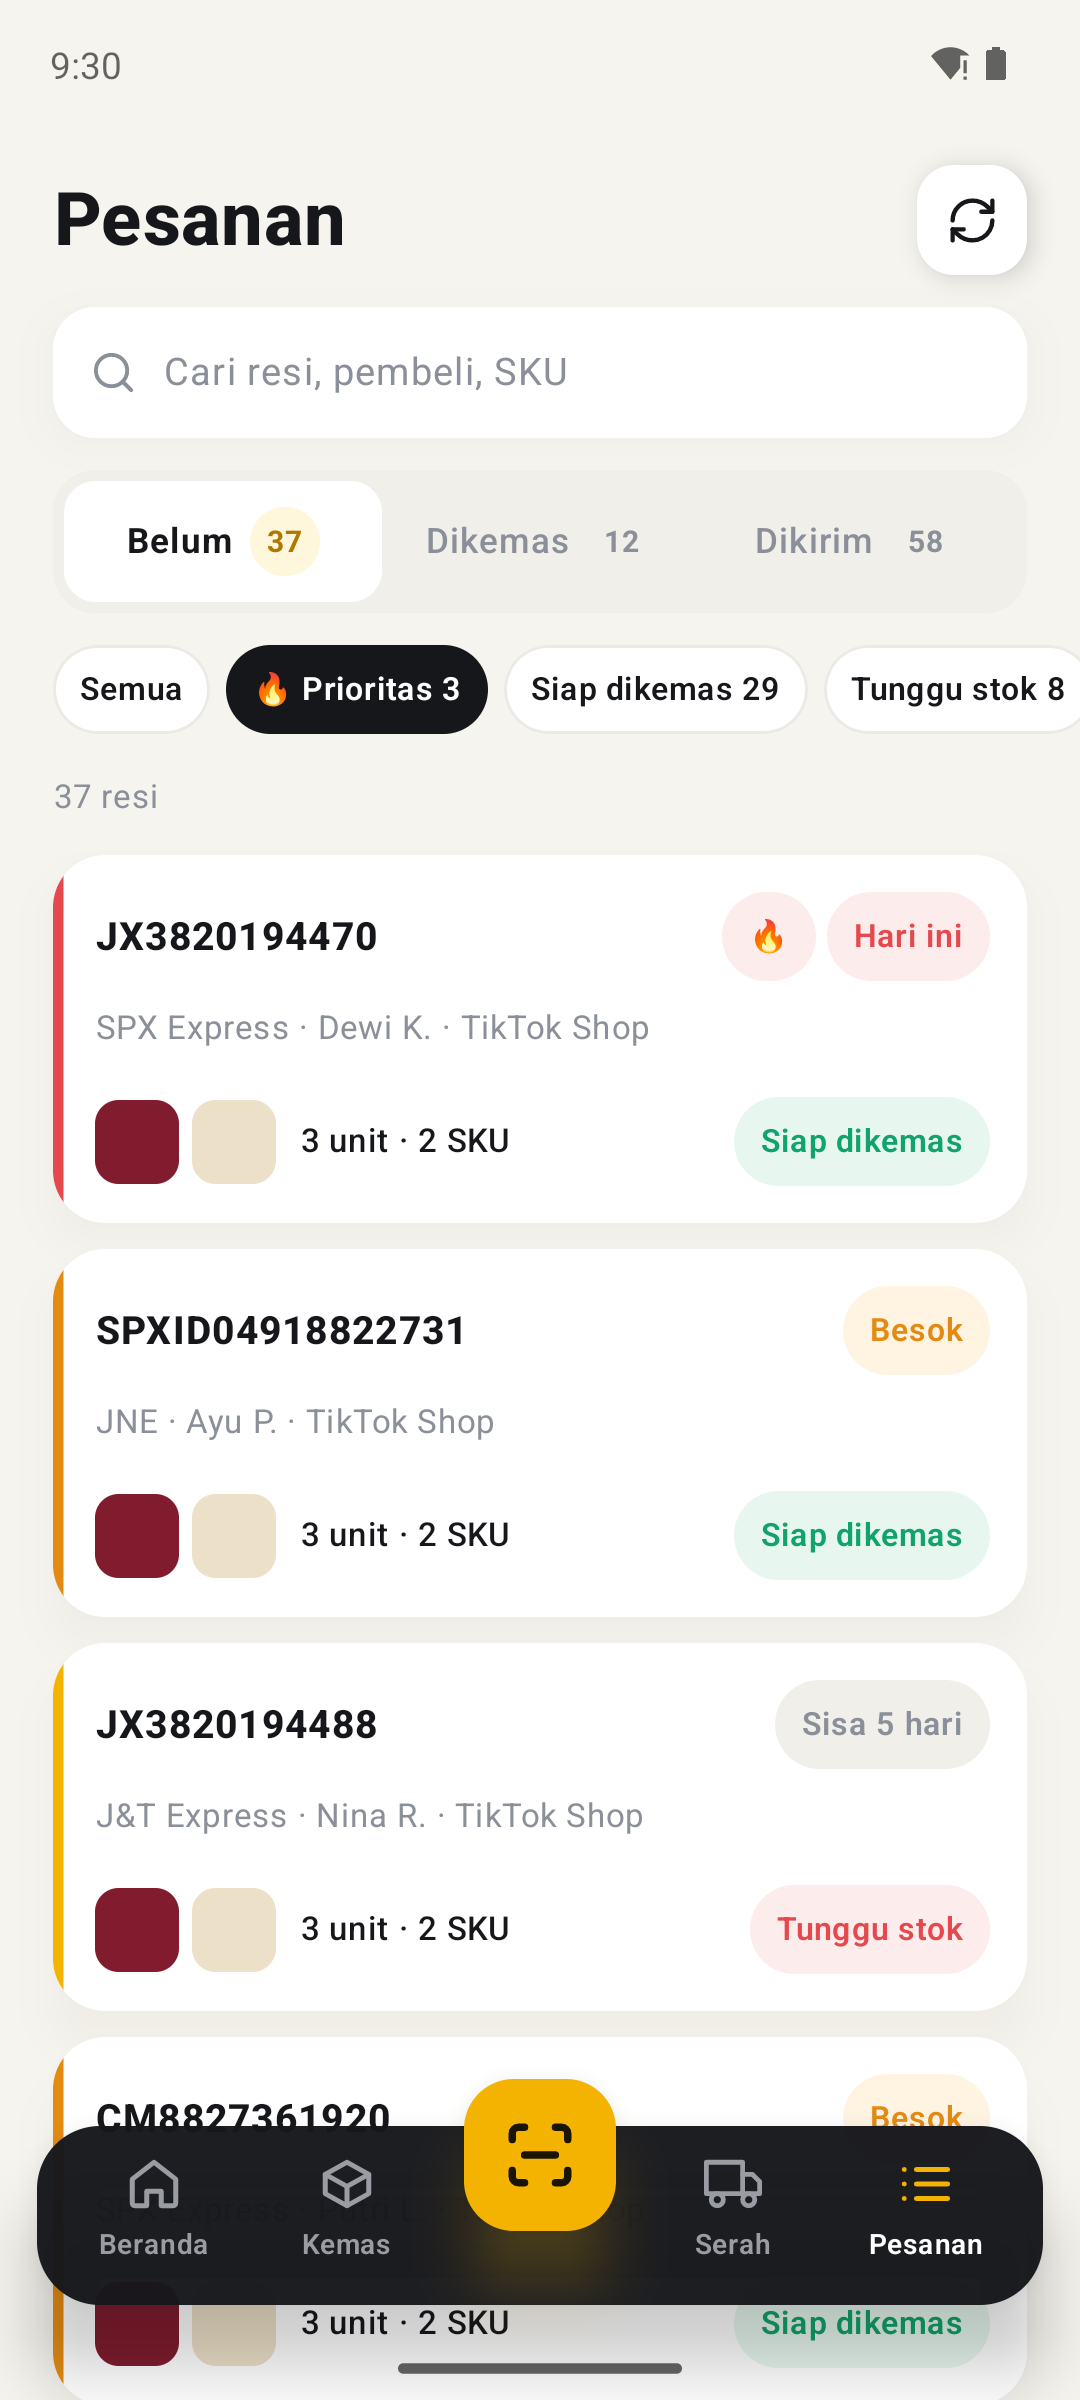 9:30
Pesanan
Cari resi, pembeli, SKU
Belum 37 Dikemas 12 Dikirim 58
Semua 🔥 Prioritas 3 Siap dikemas 29 Tunggu stok 8
37 resi
JX3820194470 🔥 Hari ini
SPX Express · Dewi K. · TikTok Shop
3 unit · 2 SKU Siap dikemas
SPXID04918822731 Besok
JNE · Ayu P. · TikTok Shop
3 unit · 2 SKU Siap dikemas
JX3820194488 Sisa 5 hari
J&T Express · Nina R. · TikTok Shop
3 unit · 2 SKU Tunggu stok
CM8827361920 Besok
Beranda Kemas Serah Pesanan
3 unit · 2 SKU Siap dikemas